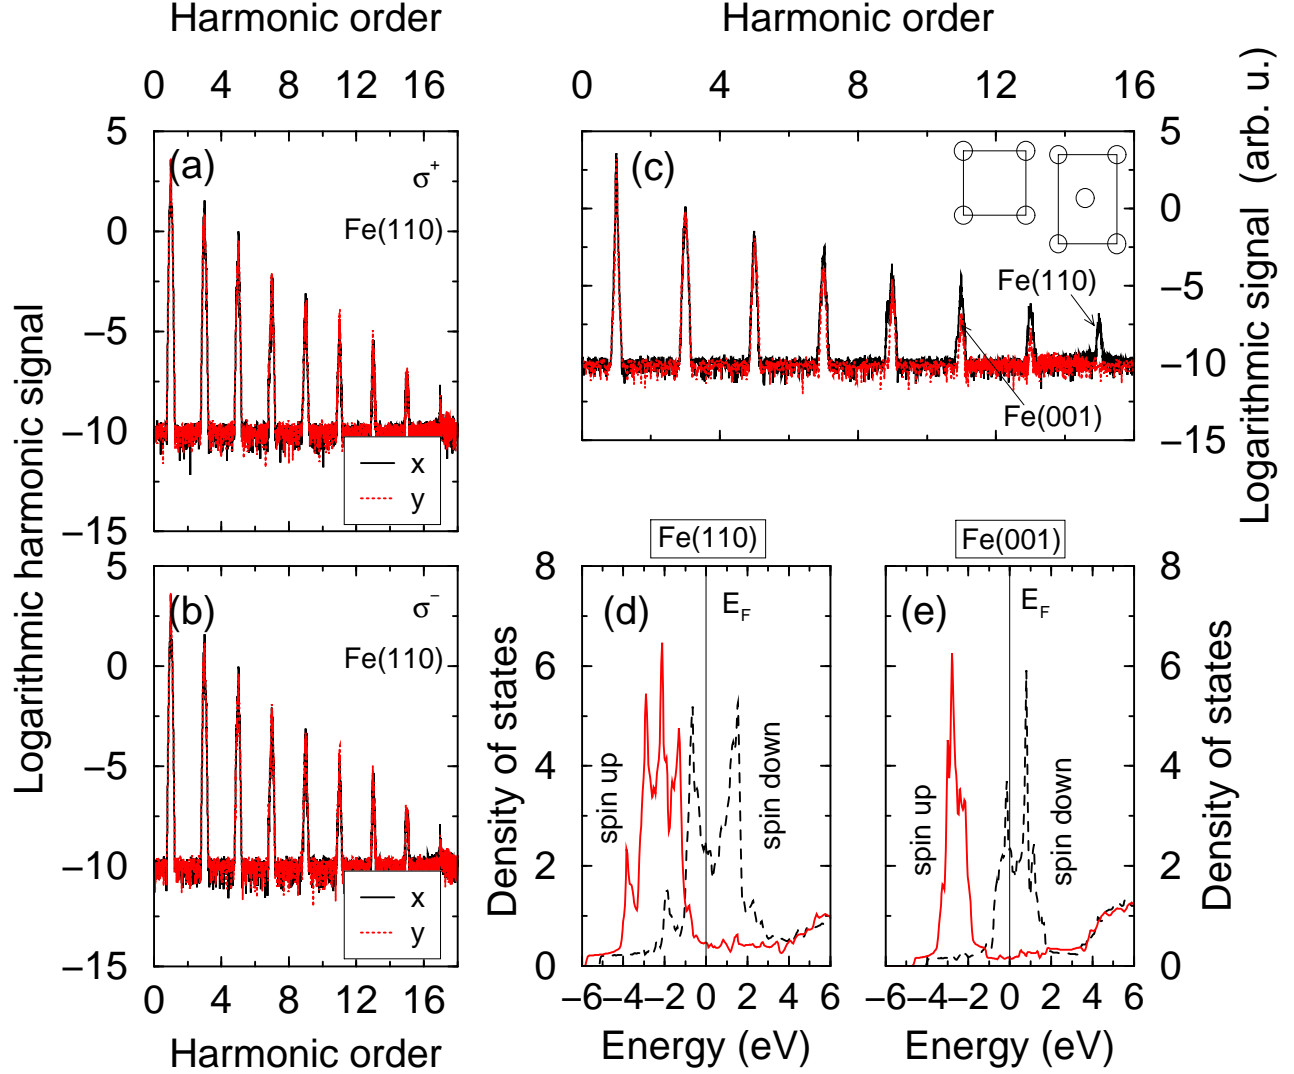 Harmonic order
Harmonic order
0 4 8 12 16
0 4 8 12 16
Logarithmic harmonic signal
5
0
−5
−10
−15
(a)
σ+
Fe(110)
x
y
5
0
−5
−10
−15
(b)
σ−
Fe(110)
x
y
0 4 8 12 16
Harmonic order
(c)
Fe(110)
Fe(001)
5
0
−5
−10
−15
Logarithmic signal (arb. u.)
Fe(110)
(d)
EF
spin up
spin down
Density of states
8
6
4
2
0
−6 −4 −2 0 2 4 6
Energy (eV)
Fe(001)
(e)
EF
spin up
spin down
8
6
4
2
0
Density of states
−6 −4 −2 0 2 4 6
Energy (eV)